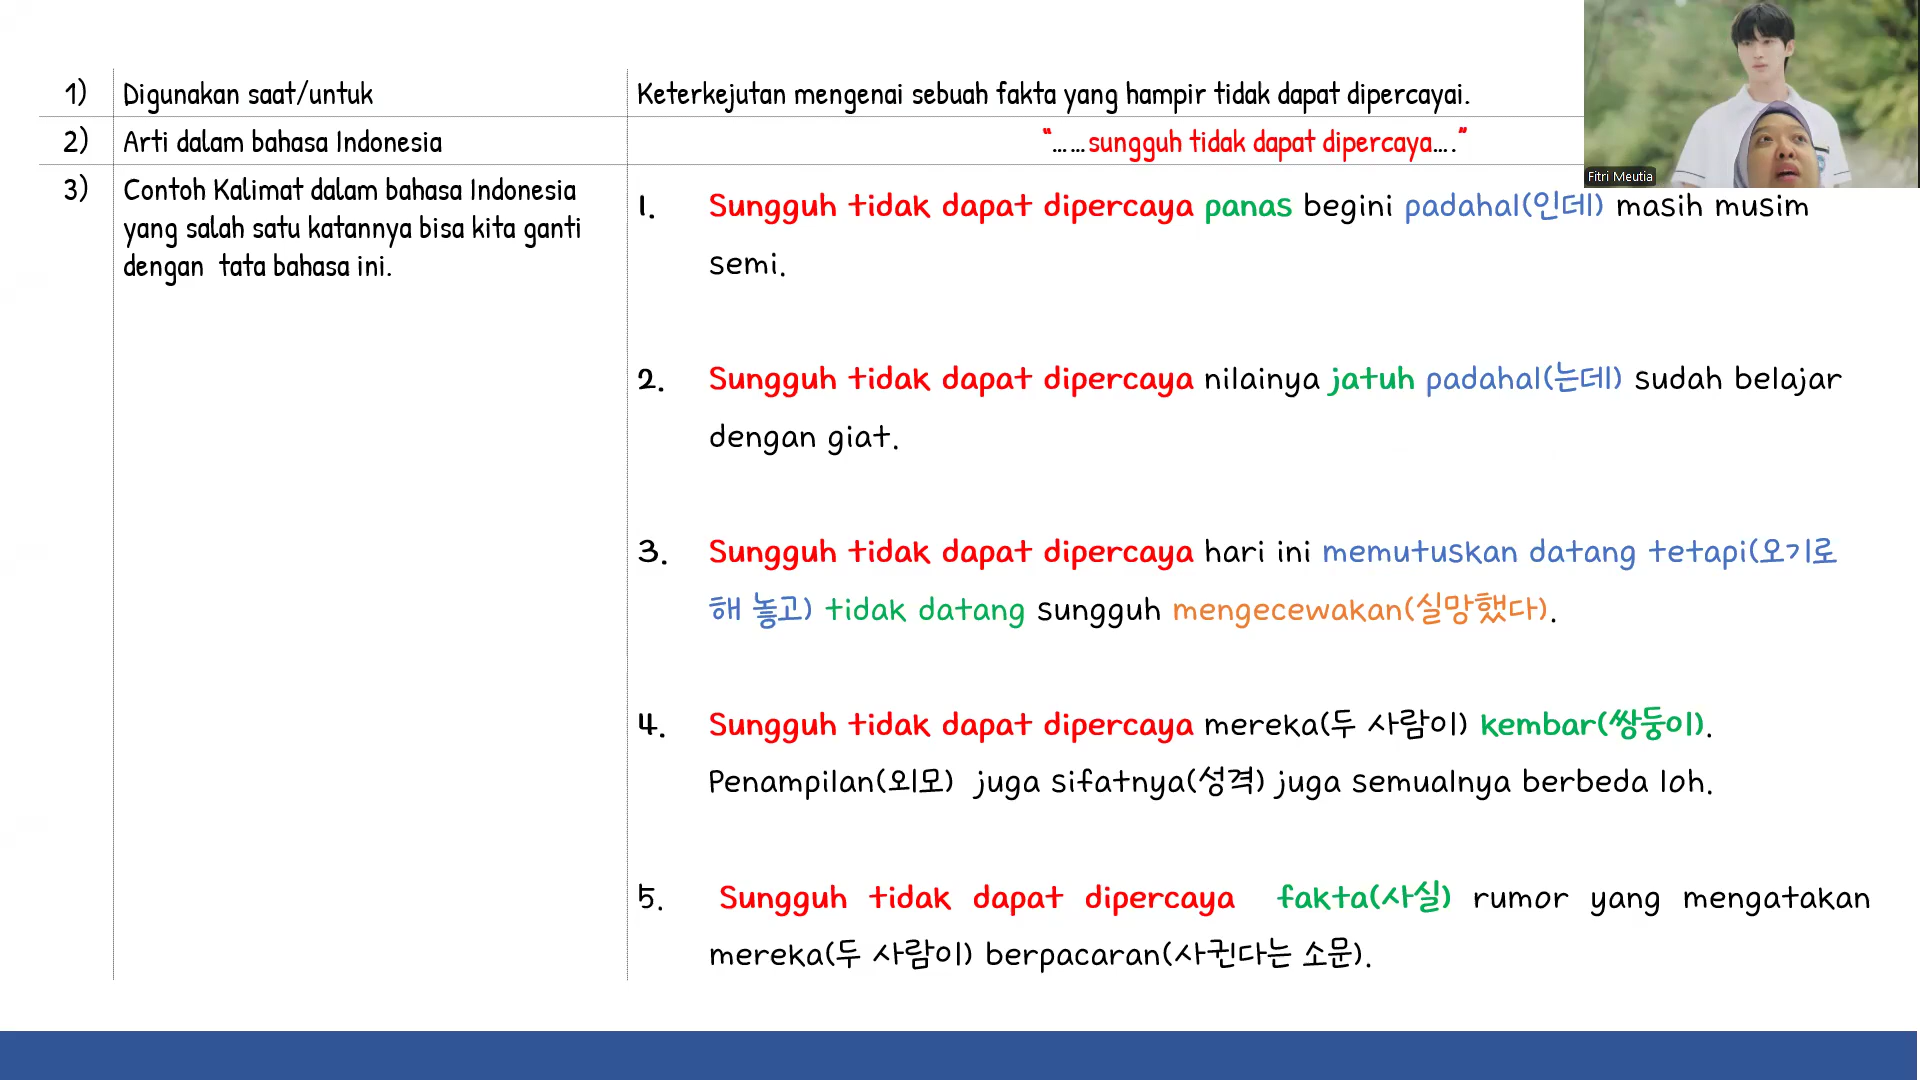 1) Digunakan saat/untuk Keterkejutan mengenai sebuah fakta yang hampir tidak dapat dipercayai.
2) Arti dalam bahasa Indonesia “......sungguh tidak dapat dipercaya....”
Fitri Meutia
3) Contoh Kalimat dalam bahasa Indonesia
yang salah satu katannya bisa kita ganti
dengan tata bahasa ini.
1. Sungguh tidak dapat dipercaya panas begini padahal(인데) masih musim
semi.
2. Sungguh tidak dapat dipercaya nilainya jatuh padahal(는데) sudah belajar
dengan giat.
3. Sungguh tidak dapat dipercaya hari ini memutuskan datang tetapi(오기로
해 놓고) tidak datang sungguh mengecewakan(실망했다).
4. Sungguh tidak dapat dipercaya mereka(두 사람이) kembar(쌍둥이).
Penampilan(외모) juga sifatnya(성격) juga semualnya berbeda loh.
5. Sungguh tidak dapat dipercaya fakta(사실) rumor yang mengatakan
mereka(두 사람이) berpacaran(사귄다는 소문).